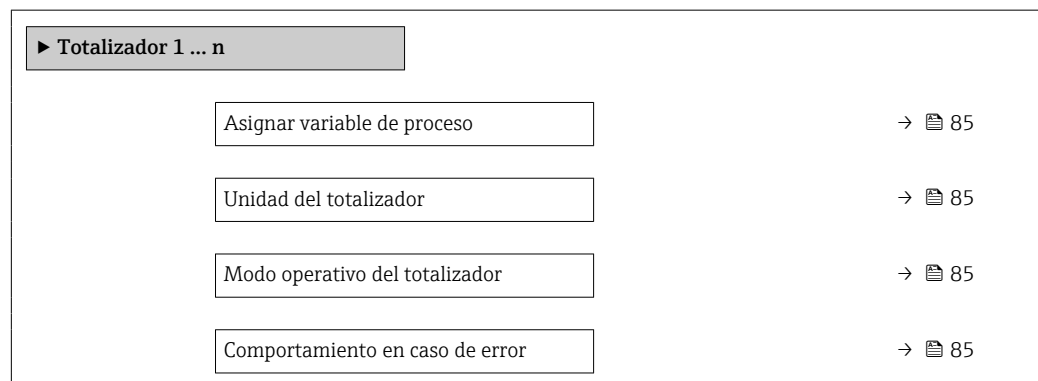 ▶ Totalizador 1 … n
Asignar variable de proceso → 85
Unidad del totalizador → 85
Modo operativo del totalizador → 85
Comportamiento en caso de error → 85